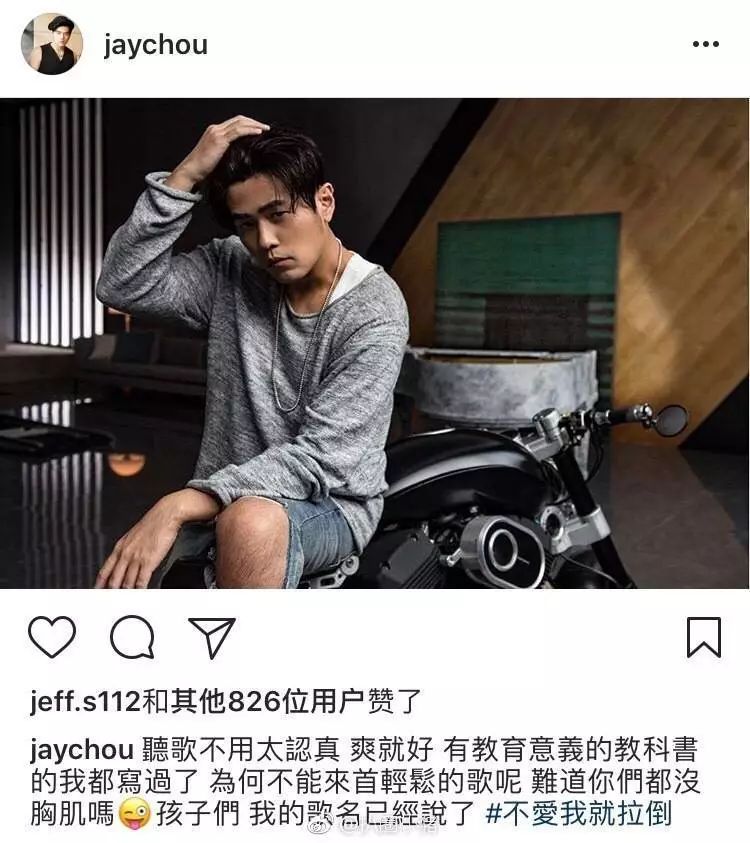 jaychou
jeff.s112和其他826位用户赞了
jaychou 聽歌不用太認真 爽就好 有教育意義的教科書
的我都寫過了 為何不能來首輕鬆的歌呢 難道你們都沒
胸肌嗎😜孩子們 我的歌名已經說了 #不愛我就拉倒